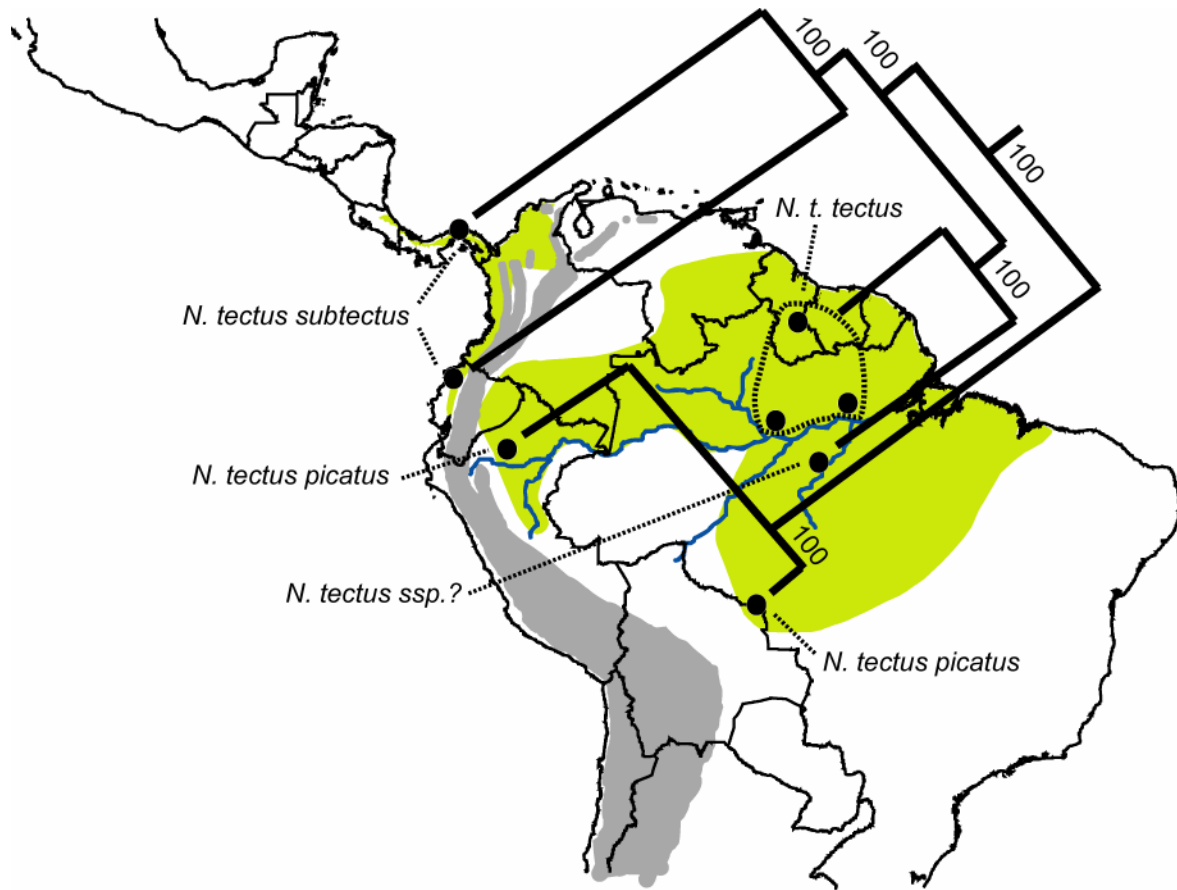 100
100
100
N. t. tectus
100
N. tectus subtectus
N. tectus picatus
100
N. tectus ssp.?
N. tectus picatus